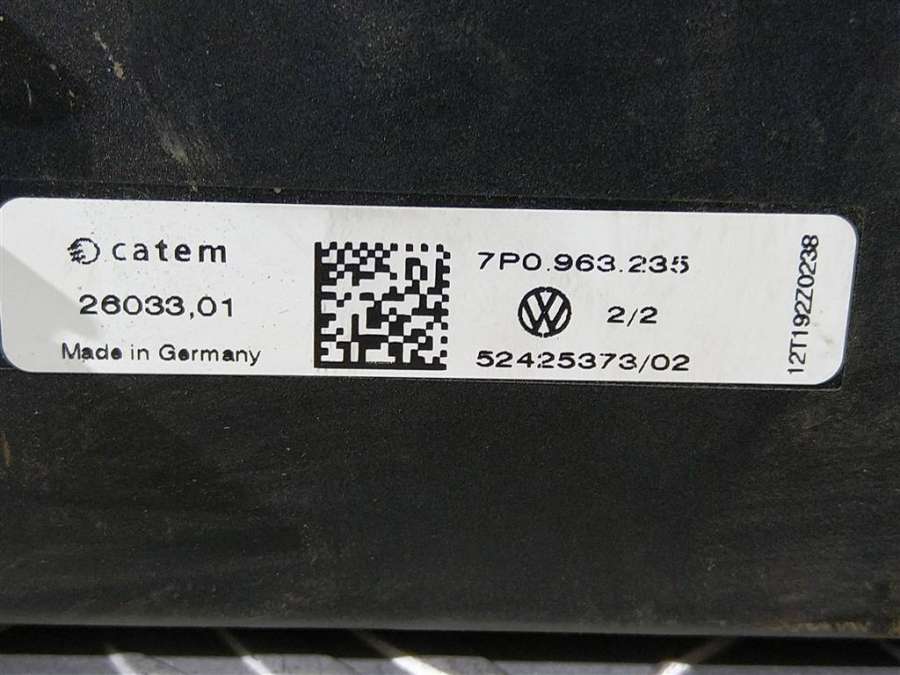 catem
26033,01
Made in Germany
7P0.963.235
2/2
52425373/02
12T192Z0238